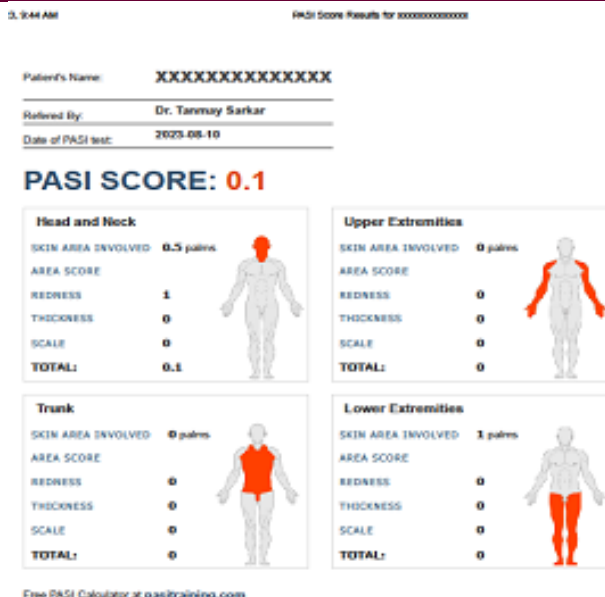 3, 9:44 AM PASI Score Results for xxxxxxxxxxxxxx
Patient's Name: XXXXXXXXXXXXXX
Refered By: Dr. Tanmay Sarkar
Date of PASI test: 2023-08-10
PASI SCORE: 0.1
Head and Neck
SKIN AREA INVOLVED 0.5 palms
AREA SCORE
REDNESS 1
THICKNESS 0
SCALE 0
TOTAL: 0.1
Upper Extremities
SKIN AREA INVOLVED 0 palms
AREA SCORE
REDNESS 0
THICKNESS 0
SCALE 0
TOTAL: 0
Trunk
SKIN AREA INVOLVED 0 palms
AREA SCORE
REDNESS 0
THICKNESS 0
SCALE 0
TOTAL: 0
Lower Extremities
SKIN AREA INVOLVED 1 palms
AREA SCORE
REDNESS 0
THICKNESS 0
SCALE 0
TOTAL: 0
Free PASI Calculator at pasitraining.com